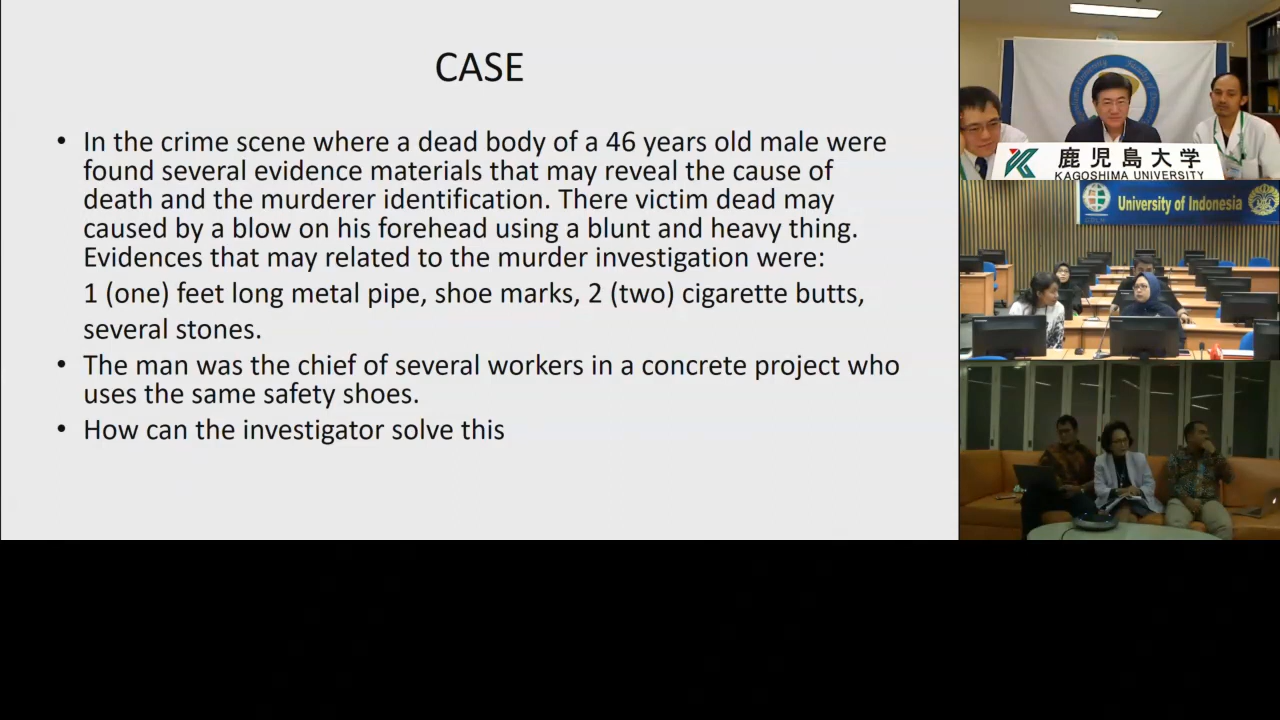 CASE
• In the crime scene where a dead body of a 46 years old male were
found several evidence materials that may reveal the cause of
death and the murderer identification. There victim dead may
caused by a blow on his forehead using a blunt and heavy thing.
Evidences that may related to the murder investigation were:
1 (one) feet long metal pipe, shoe marks, 2 (two) cigarette butts,
several stones.
• The man was the chief of several workers in a concrete project who
uses the same safety shoes.
• How can the investigator solve this
鹿児島大学
KAGOSHIMA UNIVERSITY
University of Indonesia